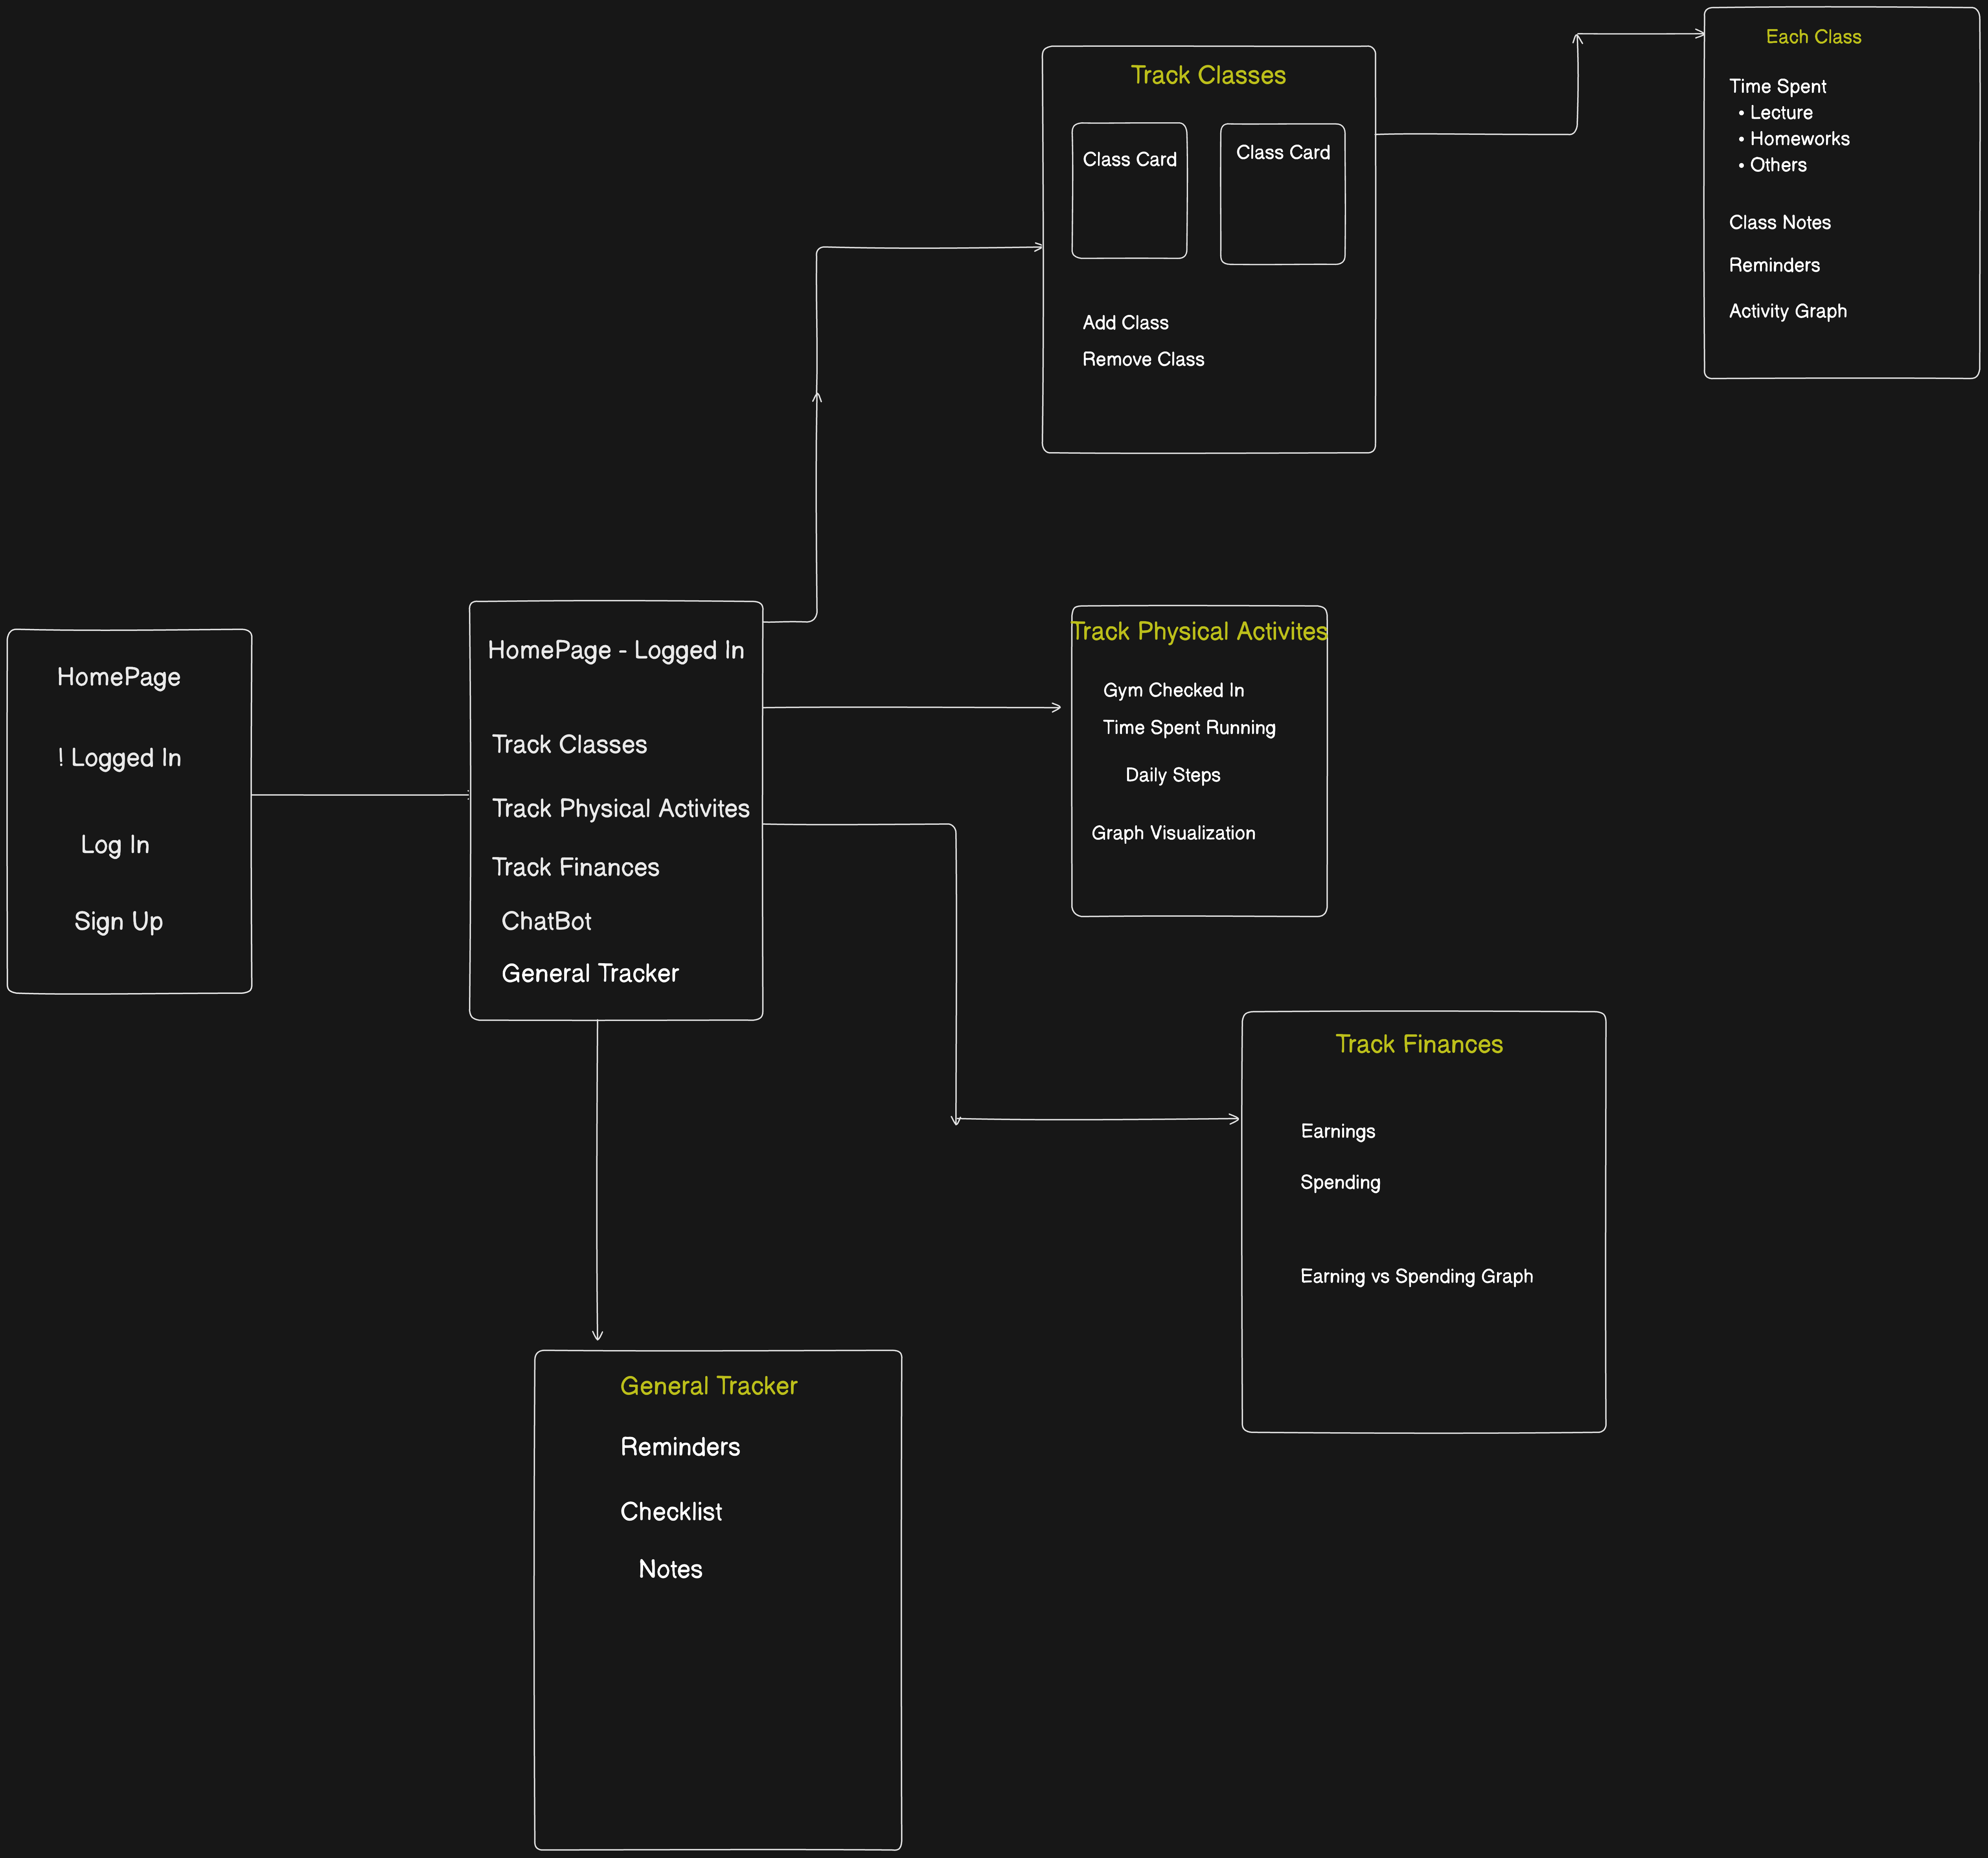 HomePage
! Logged In
Log In
Sign Up
HomePage - Logged In
Track Classes
Track Physical Activites
Track Finances
ChatBot
General Tracker
Track Classes
Class Card
Class Card
Add Class
Remove Class
Each Class
Time Spent
• Lecture
• Homeworks
• Others
Class Notes
Reminders
Activity Graph
Track Physical Activites
Gym Checked In
Time Spent Running
Daily Steps
Graph Visualization
Track Finances
Earnings
Spending
Earning vs Spending Graph
General Tracker
Reminders
Checklist
Notes